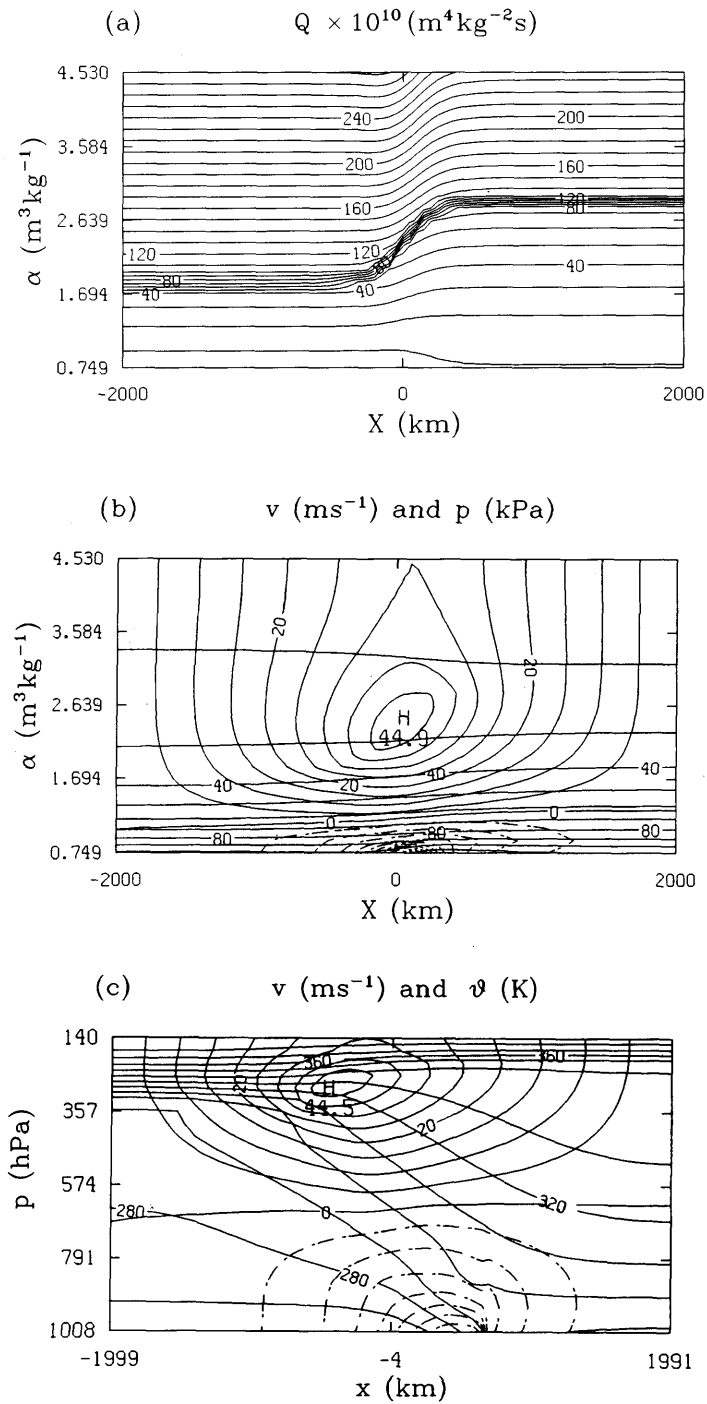 (a) Q × 10¹⁰ (m⁴kg⁻²s)
4.530
240
200
3.584
200
160
160
120
2.639
80
α (m³kg⁻¹)
120
80
40
80
1.694
40
40
0.749
-2000 0 2000
X (km)
(b) v (ms⁻¹) and p (kPa)
4.530
20
3.584
20
2.639
H
44.9
α (m³kg⁻¹)
1.694
40 20 40 40
0 0
80 80 80
0.749
-2000 0 2000
X (km)
(c) v (ms⁻¹) and ϑ (K)
140
360 360
20 H
357
44.5
20
p (hPa)
574
280 0 320
791
280
1008
-1999 -4 1991
x (km)